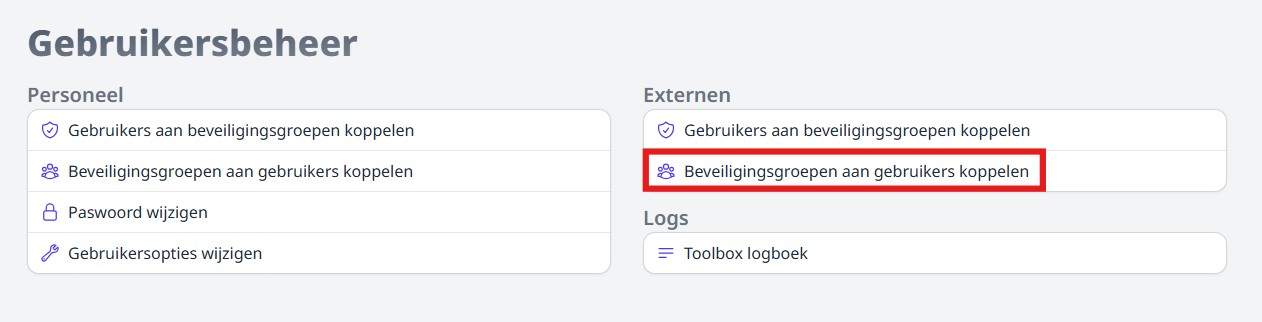 Gebruikersbeheer
Personeel
Gebruikers aan beveiligingsgroepen koppelen
Beveiligingsgroepen aan gebruikers koppelen
Paswoord wijzigen
Gebruikersopties wijzigen
Externen
Gebruikers aan beveiligingsgroepen koppelen
Beveiligingsgroepen aan gebruikers koppelen
Logs
Toolbox logboek